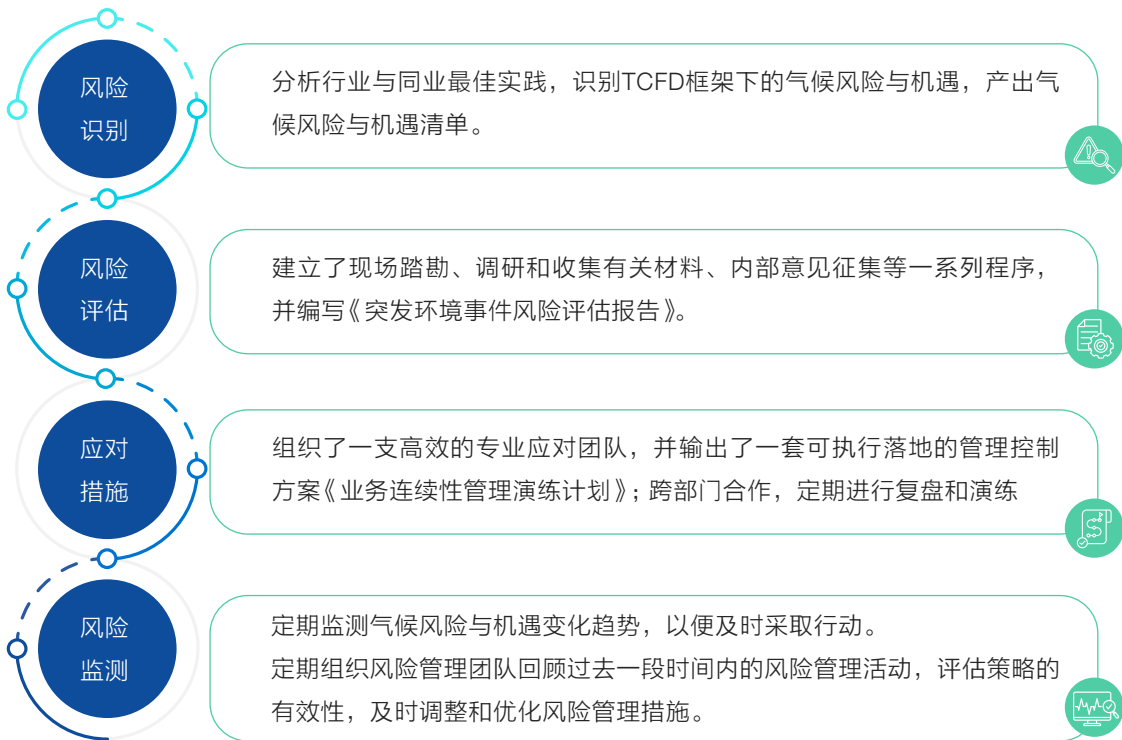 风险
识别
分析行业与同业最佳实践，识别TCFD框架下的气候风险与机遇，产出气
候风险与机遇清单。
风险
评估
建立了现场踏勘、调研和收集有关材料、内部意见征集等一系列程序，
并编写《突发环境事件风险评估报告》。
应对
措施
组织了一支高效的专业应对团队，并输出了一套可执行落地的管理控制
方案《业务连续性管理演练计划》；跨部门合作，定期进行复盘和演练
风险
监测
定期监测气候风险与机遇变化趋势，以便及时采取行动。
定期组织风险管理团队回顾过去一段时间内的风险管理活动，评估策略的
有效性，及时调整和优化风险管理措施。